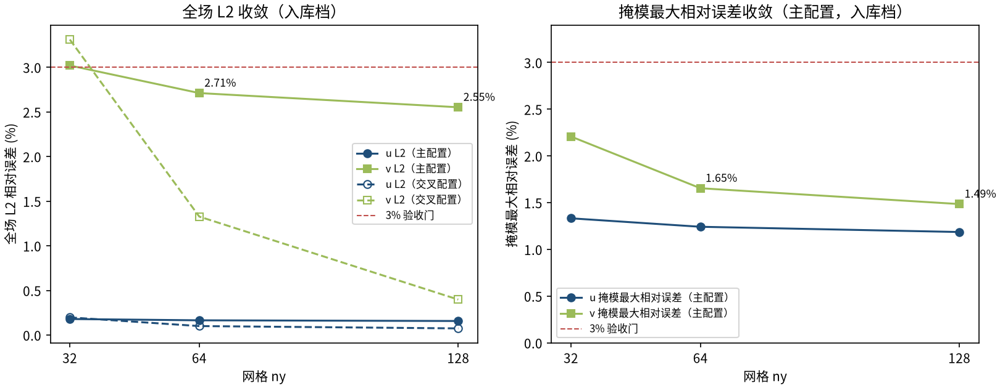 全场 L2 收敛（入库档）
全场 L2 相对误差 (%)
3.0
2.5
2.0
1.5
1.0
0.5
0.0
2.71%
2.55%
u L2（主配置）
v L2（主配置）
u L2（交叉配置）
v L2（交叉配置）
3% 验收门
32
64
128
网格 ny
掩模最大相对误差收敛（主配置，入库档）
掩模最大相对误差 (%)
3.0
2.5
2.0
1.5
1.0
0.5
0.0
1.65%
1.49%
u 掩模最大相对误差（主配置）
v 掩模最大相对误差（主配置）
3% 验收门
32
64
128
网格 ny